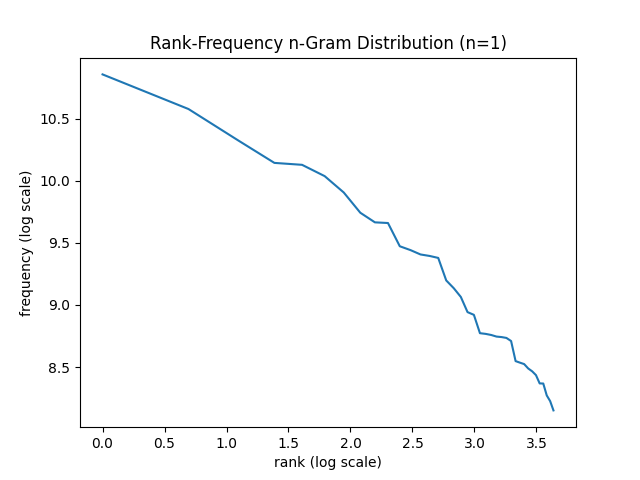 Rank-Frequency n-Gram Distribution (n=1)
10.5
10.0
9.5
9.0
8.5
frequency (log scale)
0.0 0.5 1.0 1.5 2.0 2.5 3.0 3.5
rank (log scale)